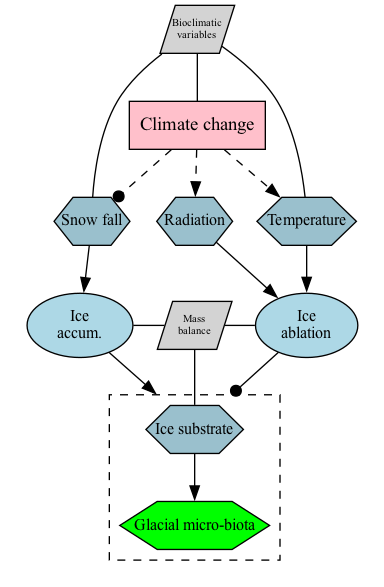 Bioclimatic
variables
Climate change
Snow fall
Radiation
Temperature
Ice
accum.
Mass
balance
Ice
ablation
Ice substrate
Glacial micro-biota